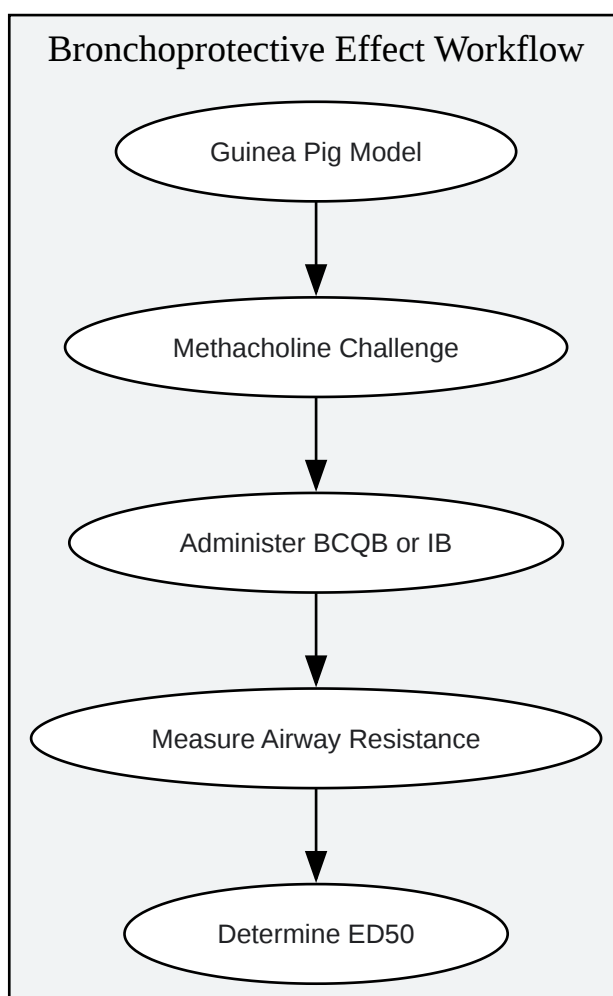 Bronchoprotective Effect Workflow
Guinea Pig Model
Methacholine Challenge
Administer BCQB or IB
Measure Airway Resistance
Determine ED50